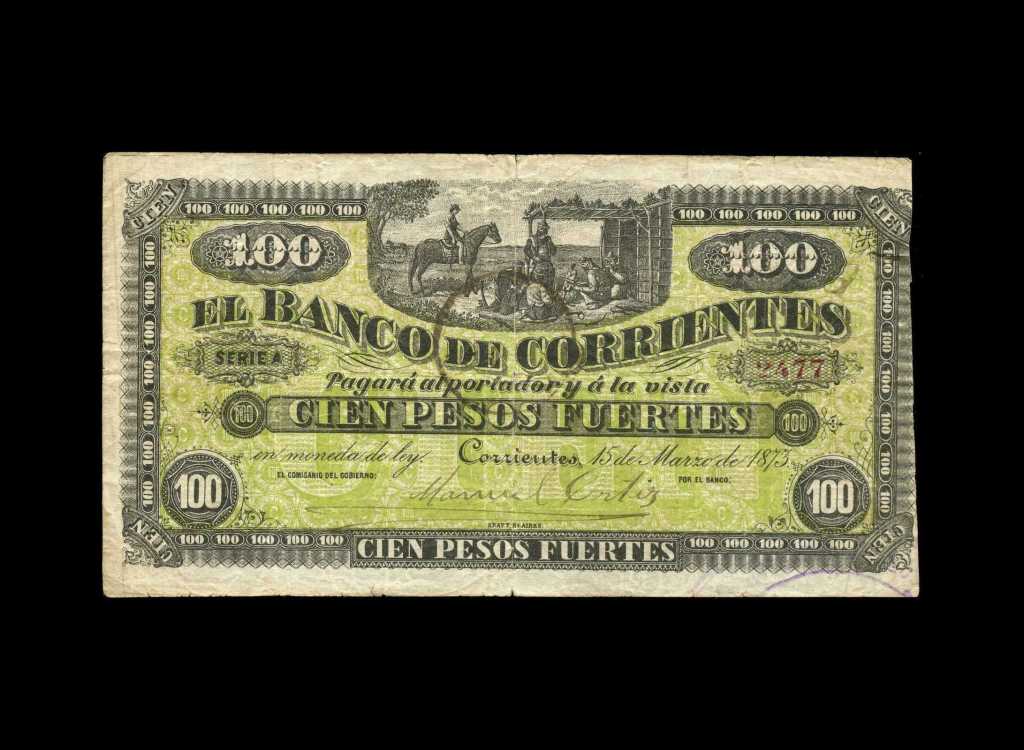 CIEN 100 100 100 100 100 100 100 100 100 100 CIEN
100 100
EL BANCO DE CORRIENTES
SERIE A 2477
Pagará al portador y á la vista
100 CIEN PESOS FUERTES 100
en moneda de ley. Corrientes, 15 de Marzo de 1873
EL COMISARIO DEL GOBIERNO: POR EL BANCO.
Manuel Ortiz
100 100
KRAFT, Bs AIRES.
CIEN 100 100 100 100 100 CIEN PESOS FUERTES 100 100 100 100 100 CIEN